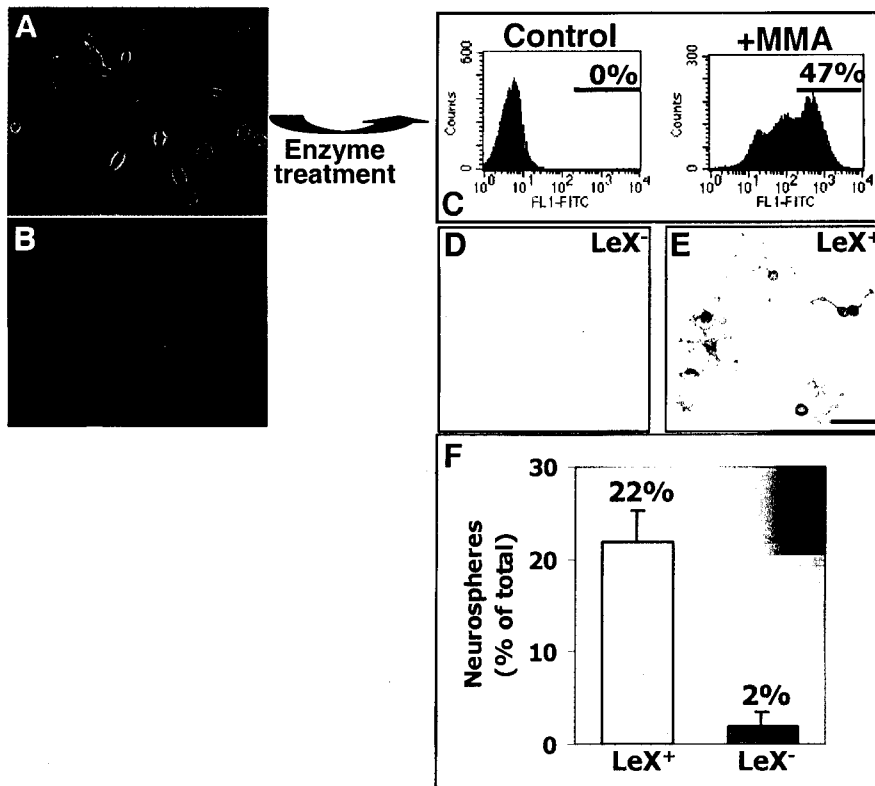 A
Enzyme
treatment
B
Control
+MMA
600
Counts
0
0%
10⁰ 10¹ 10² 10³ 10⁴
FL1-FITC
300
Counts
0
47%
10⁰ 10¹ 10² 10³ 10⁴
FL1-FITC
C
D
LeX⁻
E
LeX⁺
F
Neurospheres
(% of total)
30
20
10
0
22%
2%
LeX⁺
LeX⁻